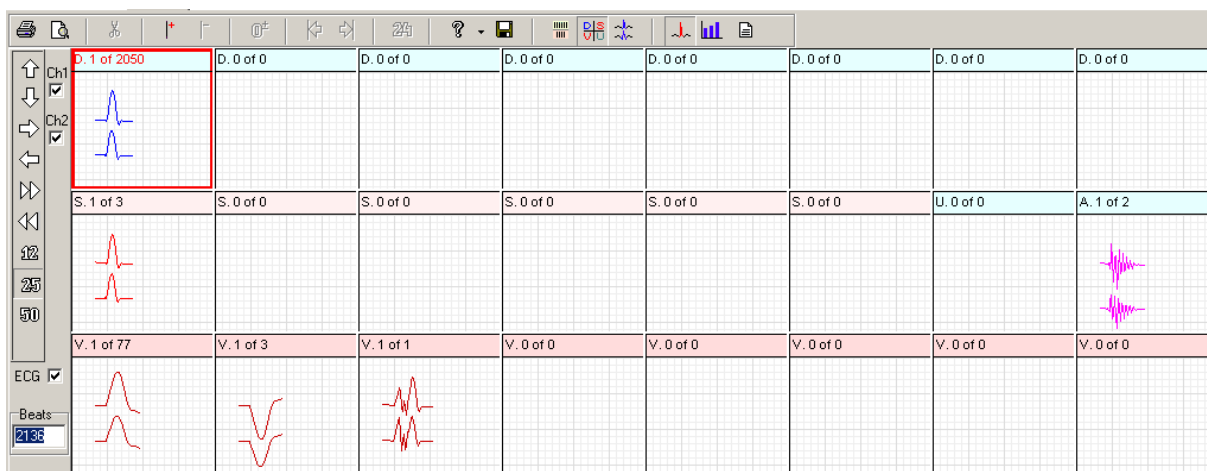 24
?
D S V U
D. 1 of 2050 D. 0 of 0 D. 0 of 0 D. 0 of 0 D. 0 of 0 D. 0 of 0 D. 0 of 0 D. 0 of 0
Ch1
Ch2
S. 1 of 3 S. 0 of 0 S. 0 of 0 S. 0 of 0 S. 0 of 0 S. 0 of 0 U. 0 of 0 A. 1 of 2
12
25
50
V. 1 of 77 V. 1 of 3 V. 1 of 1 V. 0 of 0 V. 0 of 0 V. 0 of 0 V. 0 of 0 V. 0 of 0
ECG
Beats
2136